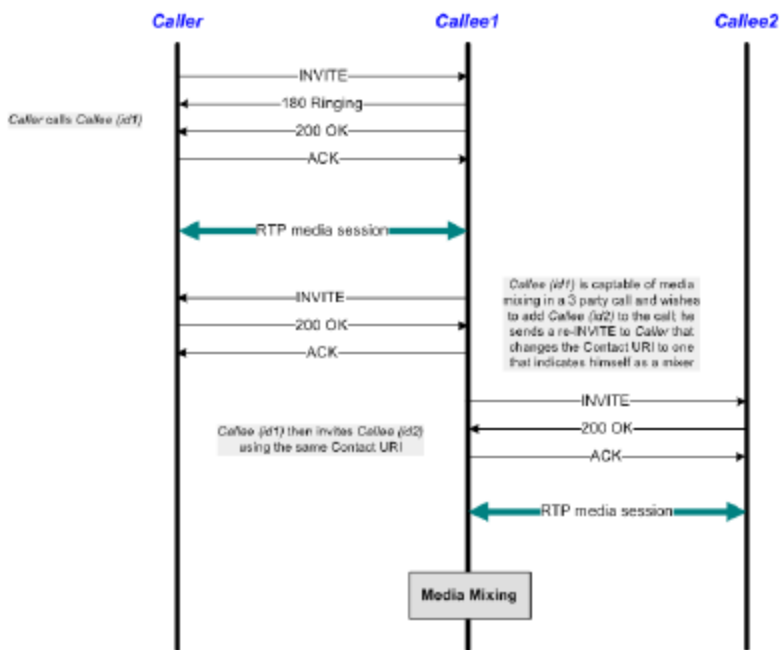 Caller Callee1 Callee2
INVITE
180 Ringing
Caller calls Callee (id1)
200 OK
ACK
RTP media session
Callee (id1) is captable of media
mixing in a 3 party call and wishes
to add Callee (id2) to the call; he
sends a re-INVITE to Caller that
changes the Contact URI to one
that indicates himself as a mixer
INVITE
200 OK
ACK
INVITE
200 OK
ACK
Callee (id1) then invites Callee (id2)
using the same Contact URI
RTP media session
Media Mixing